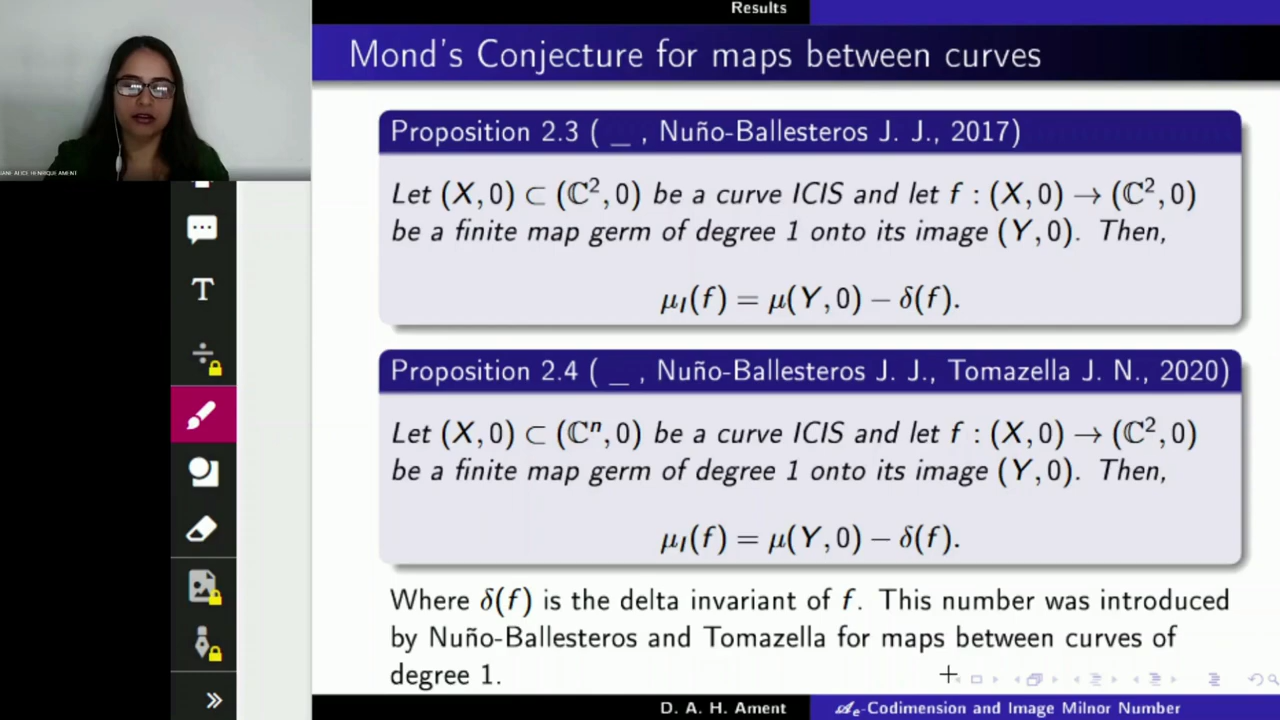 Results
Mond's Conjecture for maps between curves
Proposition 2.3 ( _ , Nuño-Ballesteros J. J., 2017)
Let (X, 0) ⊂ (ℂ², 0) be a curve ICIS and let f : (X, 0) → (ℂ², 0)
be a finite map germ of degree 1 onto its image (Y, 0). Then,
μ_I(f) = μ(Y, 0) − δ(f).
Proposition 2.4 ( _ , Nuño-Ballesteros J. J., Tomazella J. N., 2020)
Let (X, 0) ⊂ (ℂⁿ, 0) be a curve ICIS and let f : (X, 0) → (ℂ², 0)
be a finite map germ of degree 1 onto its image (Y, 0). Then,
μ_I(f) = μ(Y, 0) − δ(f).
Where δ(f) is the delta invariant of f. This number was introduced
by Nuño-Ballesteros and Tomazella for maps between curves of
degree 1.
D. A. H. Ament
𝒜ₑ-Codimension and Image Milnor Number
ALICE HENRIQUE AMENT
T